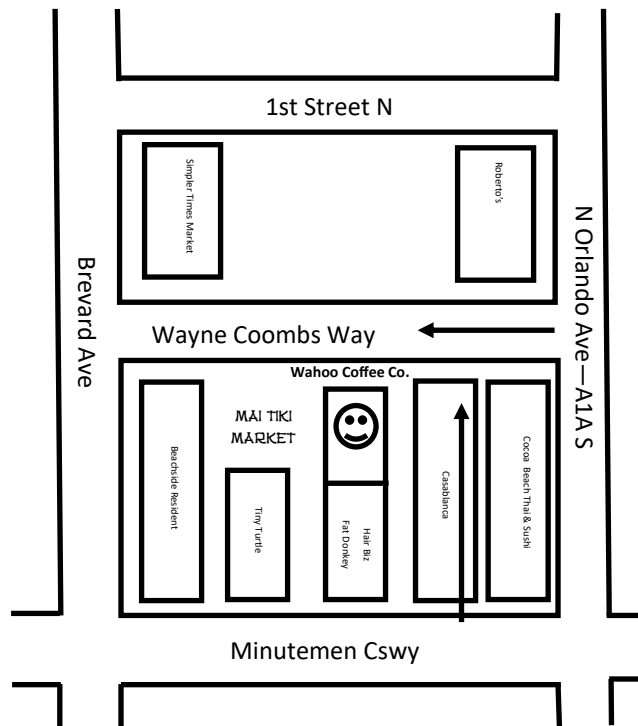 1st Street N
Simpler Times Market
Roberto's
Brevard Ave
N Orlando Ave—A1A S
Wayne Coombs Way
Wahoo Coffee Co.
MAI TIKI
MARKET
Beachside Resident
Tiny Turtle
Hair Biz
Fat Donkey
Casablanca
Cocoa Beach Thai & Sushi
Minutemen Cswy